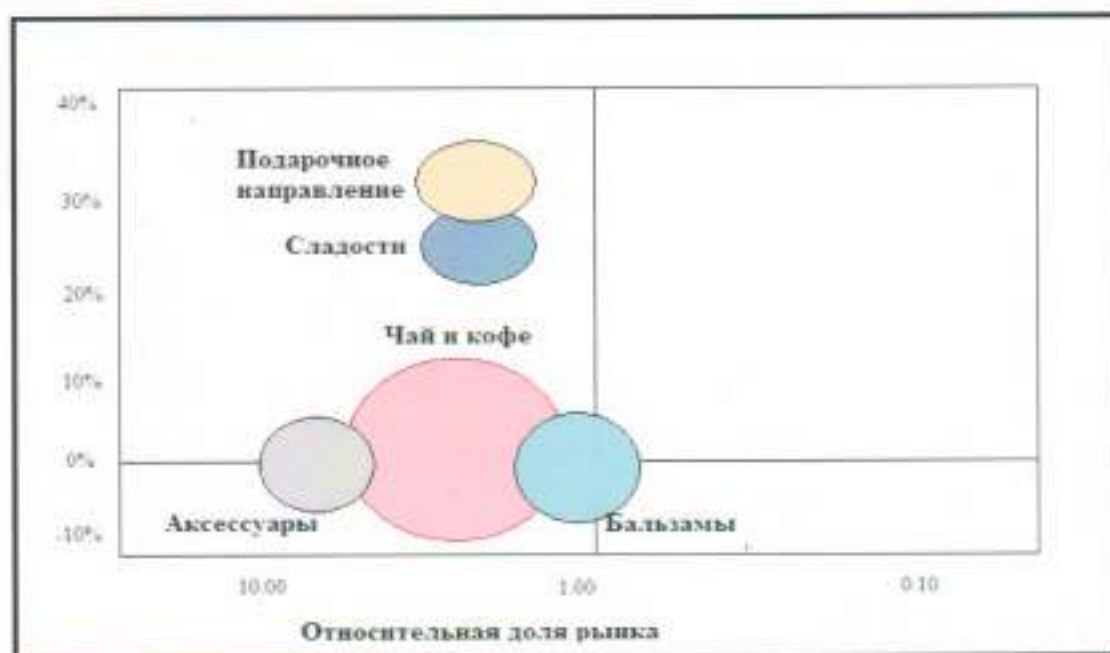 40%
Подарочное
направление
30%
Сладости
20%
Чай и кофе
10%
0%
Аксессуары
Бальзамы
-10%
10.00 1.00 0.10
Относительная доля рынка